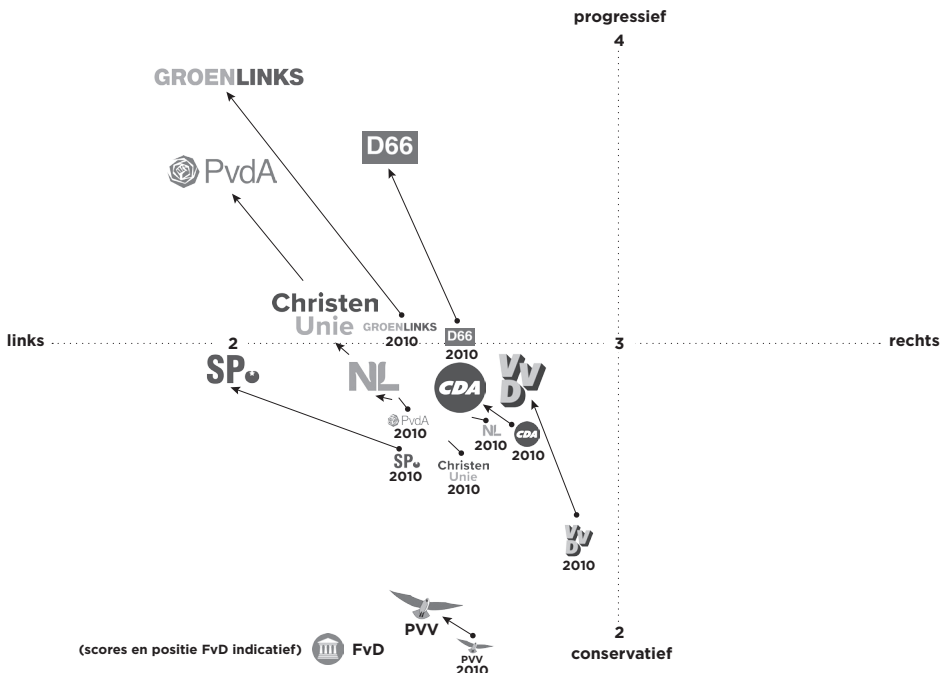 progressief
4
GROENLINKS
D66
PvdA
Christen
Unie
GROENLINKS
2010
D66
2010
links
2
3
rechts
SP.
NL
CDA
VVD
PvdA
2010
NL
2010
CDA
2010
SP.
2010
Christen
Unie
2010
VVD
2010
PVV
2
(scores en positie FvD indicatief)
FvD
conservatief
PVV
2010